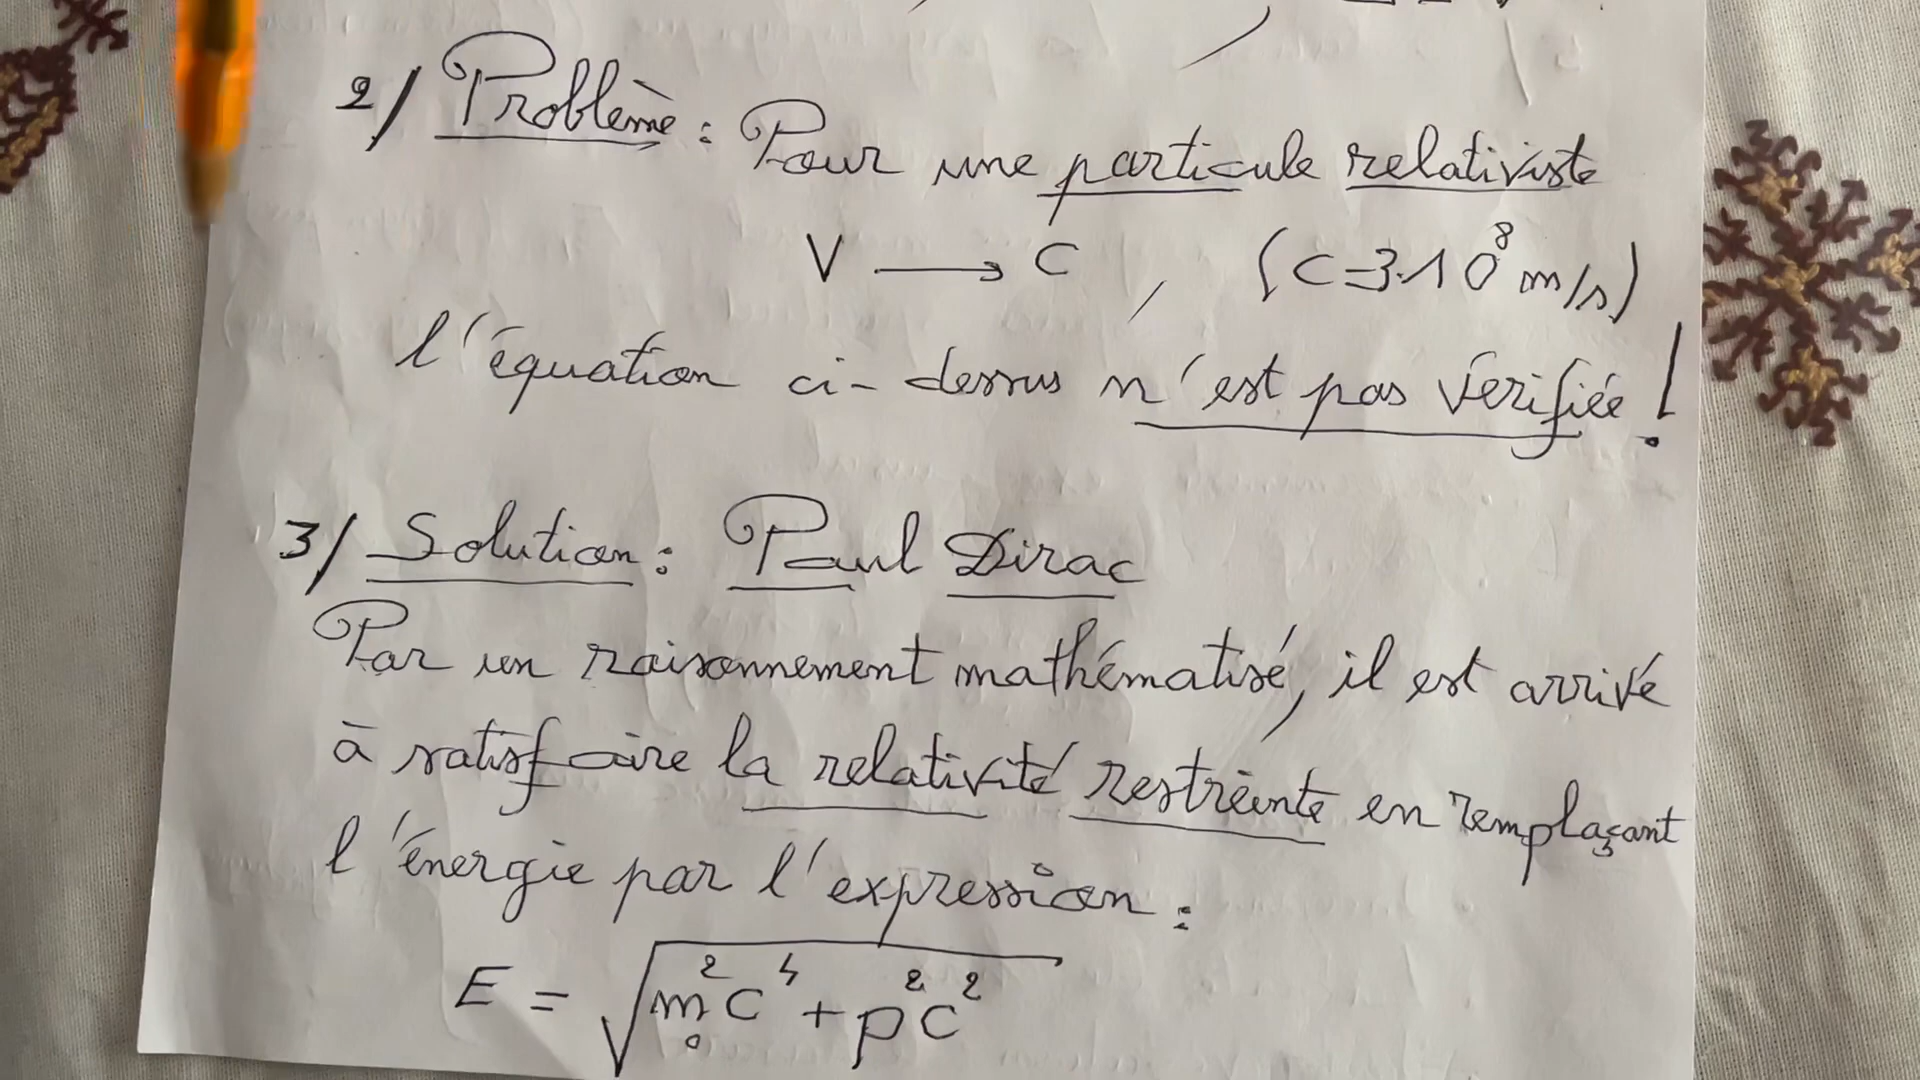 2/ Problème : Pour une particule relativiste
V → C , (C=3.10⁸ m/s)
l'équation ci-dessus n'est pas vérifiée !
3/ Solution : Paul Dirac
Par un raisonnement mathématisé, il est arrivé
à satisfaire la relativité restreinte en remplaçant
l'énergie par l'expression :
E = √(m₀²c⁴ + p²c²)